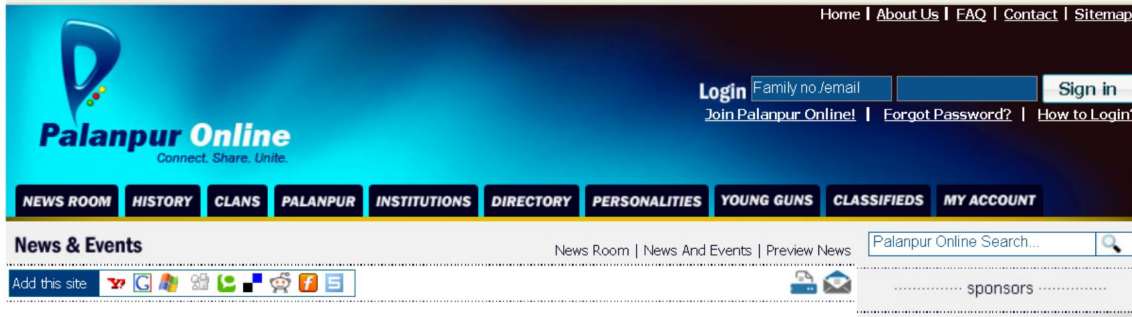 Home | About Us | FAQ | Contact | Sitemap
Login Family no./email Sign in
Join Palanpur Online! | Forgot Password? | How to Login?
Palanpur Online
Connect. Share. Unite.
NEWS ROOM HISTORY CLANS PALANPUR INSTITUTIONS DIRECTORY PERSONALITIES YOUNG GUNS CLASSIFIEDS MY ACCOUNT
News & Events
News Room | News And Events | Preview News
Palanpur Online Search...
Add this site
sponsors